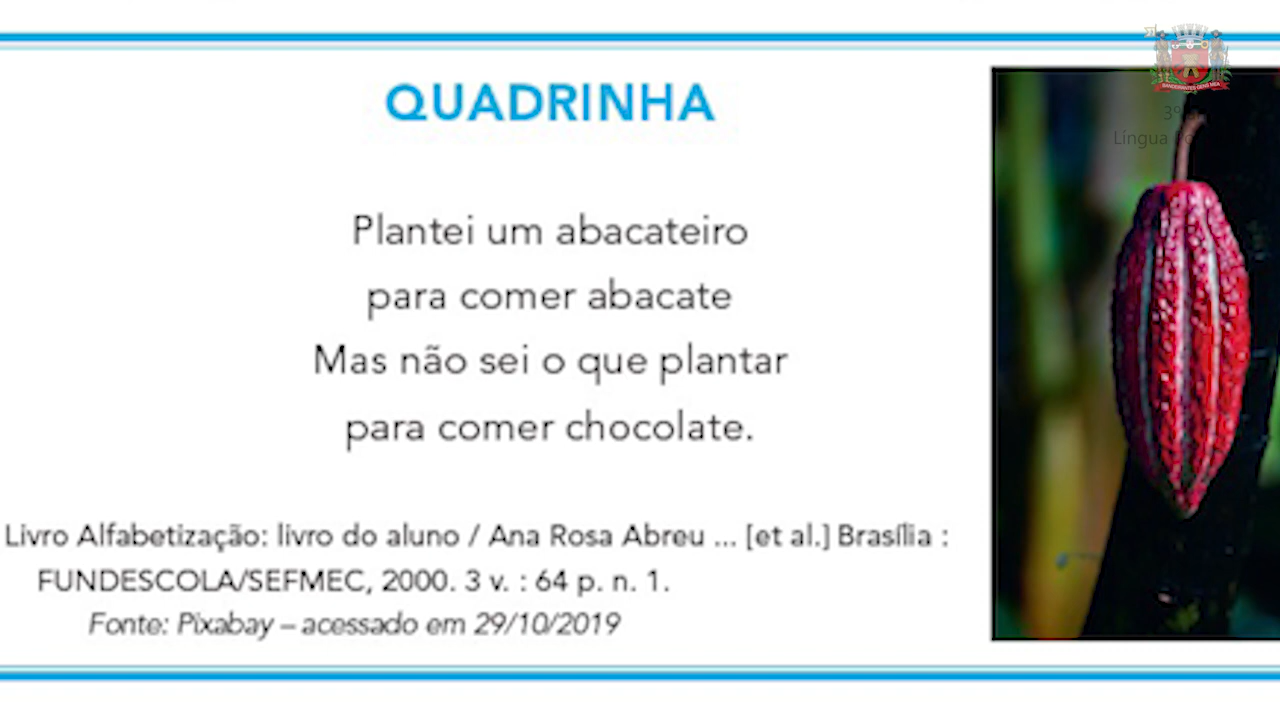 QUADRINHA
Plantei um abacateiro
para comer abacate
Mas não sei o que plantar
para comer chocolate.
Livro Alfabetização: livro do aluno / Ana Rosa Abreu ... [et al.] Brasília :
FUNDESCOLA/SEFMEC, 2000. 3 v. : 64 p. n. 1.
Fonte: Pixabay – acessado em 29/10/2019
3º
Língua